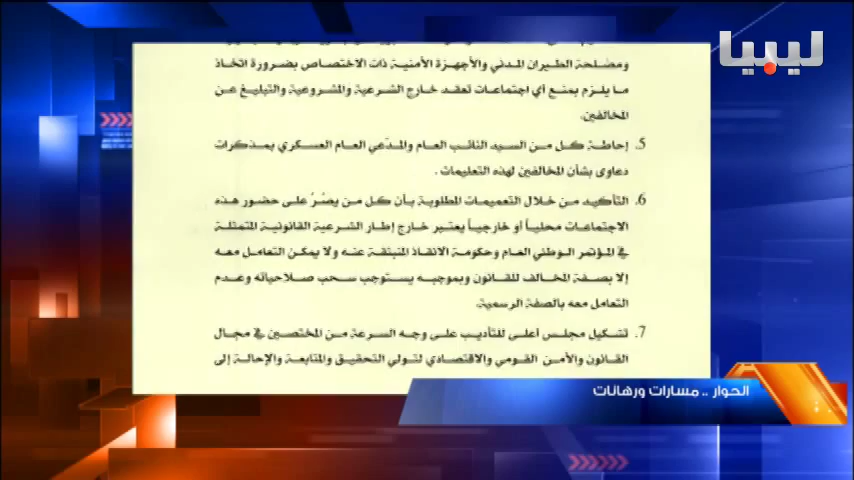 ليبيا
ومصلحة الطيران المدني والأجهزة الأمنية ذات الاختصاص بضرورة اتخاذ
ما يلزم بمنع أي اجتماعات تعقد خارج الشرعية والمشروعية والتبليغ عن
المخالفين.
5. إحاطة كل من السيد النائب العام والمدّعي العام العسكري بمذكرات
دعاوى بشأن المخالفين لهذه التعليمات .
6. التأكيد من خلال التعميمات المطلوبة بأن كل من يصُرُ على حضور هذه
الاجتماعات محلياً أو خارجياً يعتبر خارج إطار الشرعية القانونية المتمثلة
في المؤتمر الوطني العام وحكومة الانقاذ المنبثقة عنه ولا يمكن التعامل معه
إلا بصفة المخالف للقانون وبموجبه يستوجب سحب صلاحياته وعدم
التعامل معه بالصفة الرسمية.
7. تشكيل مجلس أعلى للتأديب على وجه السرعة من المختصين في مجال
القانون والأمن القومي والاقتصادي لتولي التحقيق والمتابعة والإحالة إلى
الحوار .. مسارات ورهانات